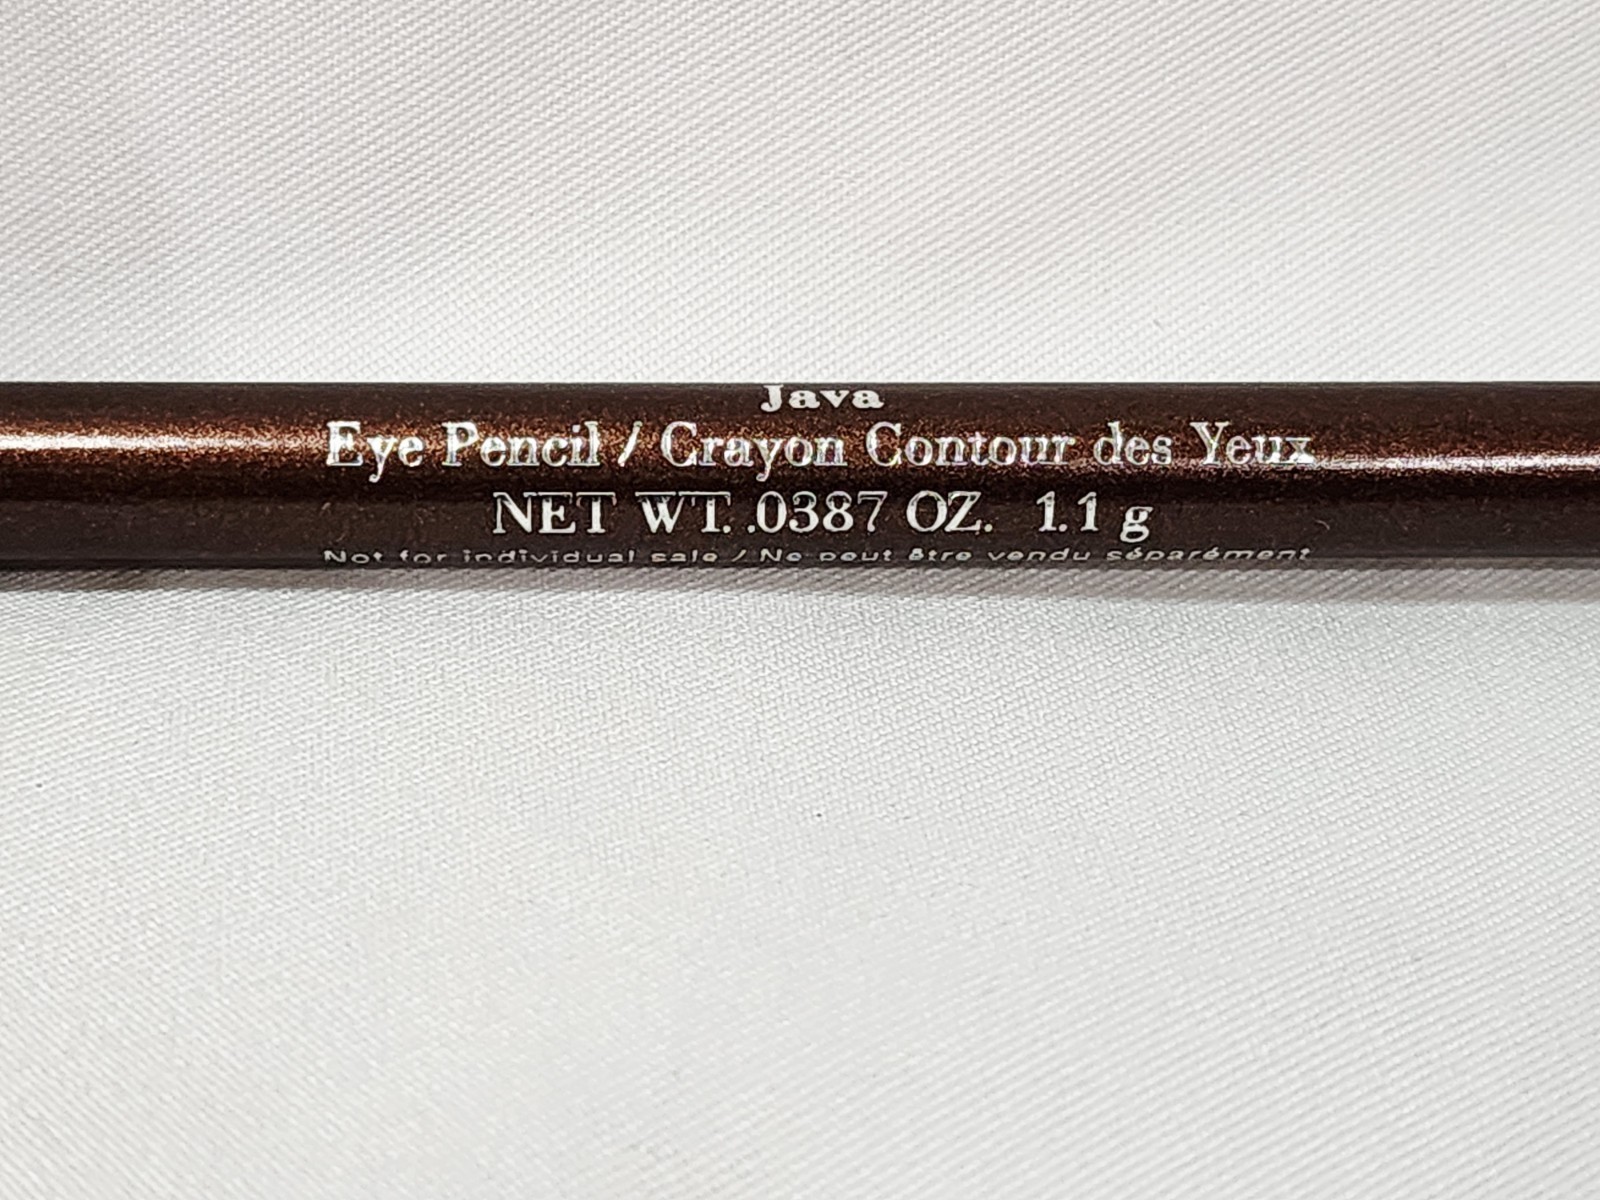 Java
Eye Pencil / Crayon Contour des Yeux
NET WT. .0387 OZ. 1.1 g
Not for individual sale / Ne peut être vendu séparément